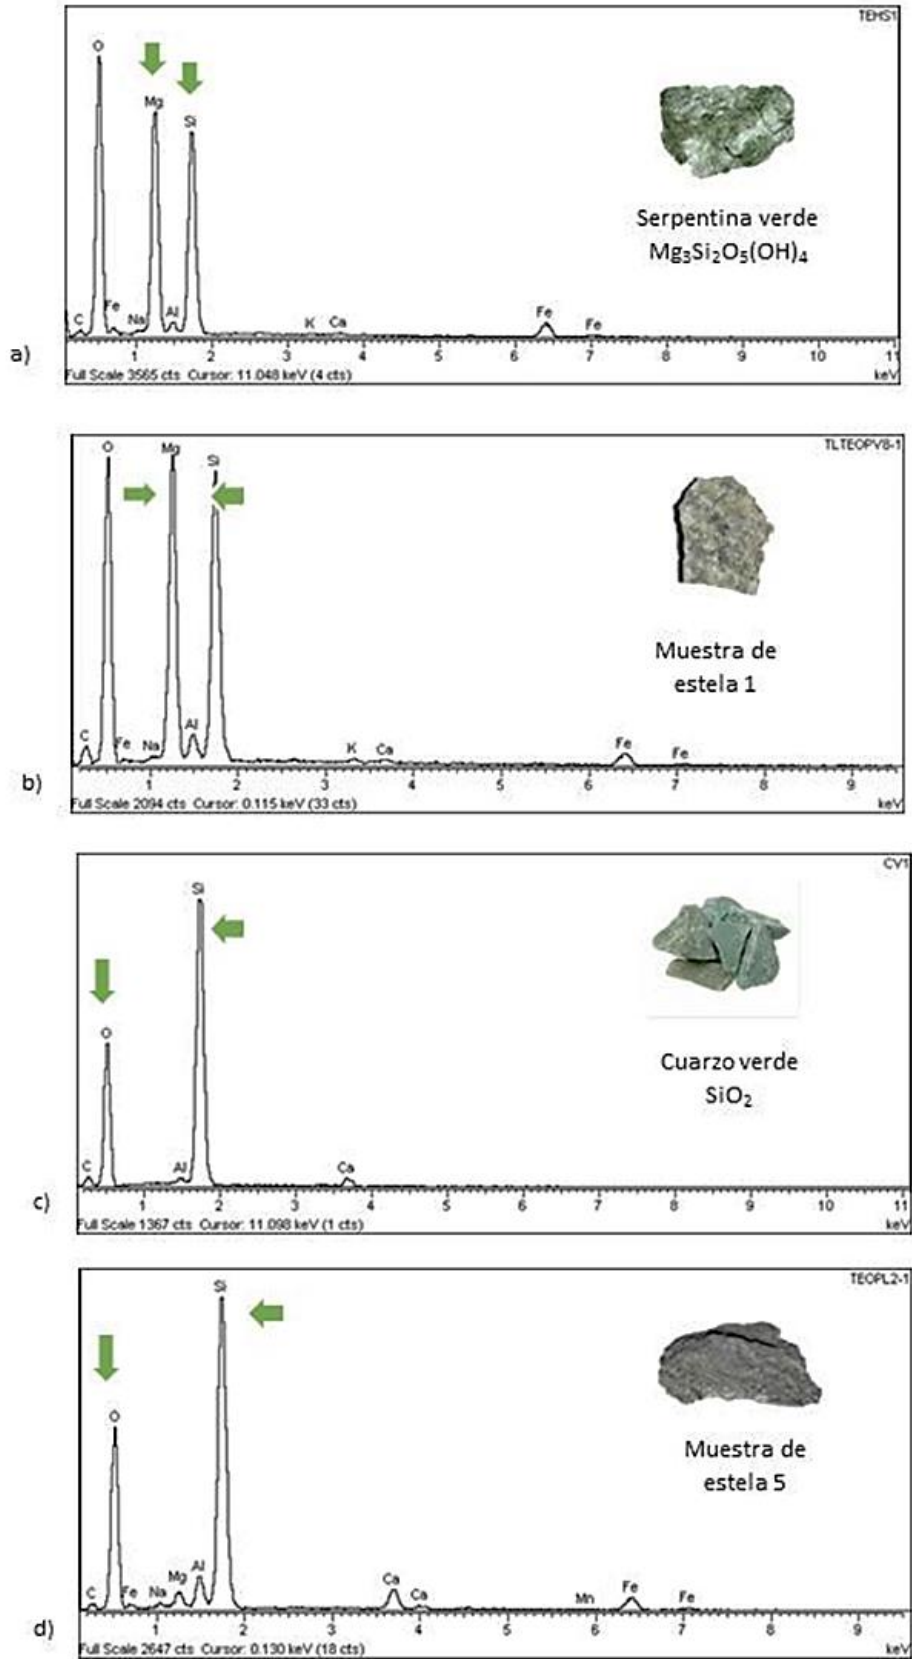 TEHS1
O
Mg
Si
C
Fe
Na
Al
K
Ca
Fe
Fe
Serpentina verde
Mg₃Si₂O₅(OH)₄
1 2 3 4 5 6 7 8 9 10 11
a)
Full Scale 3565 cts Cursor: 11.048 keV (4 cts)
keV
TLTEOPV8-1
O
Mg
Si
C
Fe
Na
Al
K
Ca
Fe
Fe
Muestra de
estela 1
1 2 3 4 5 6 7 8 9
b)
Full Scale 2094 cts Cursor: 0.115 keV (33 cts)
keV
CV1
Si
O
C
Al
Ca
Cuarzo verde
SiO₂
1 2 3 4 5 6 7 8 9 10 11
c)
Full Scale 1367 cts Cursor: 11.098 keV (1 cts)
keV
TEOPL2-1
Si
O
C
Fe
Na
Mg
Al
Ca
Ca
Mn
Fe
Fe
Muestra de
estela 5
1 2 3 4 5 6 7 8 9
d)
Full Scale 2647 cts Cursor: 0.130 keV (18 cts)
keV